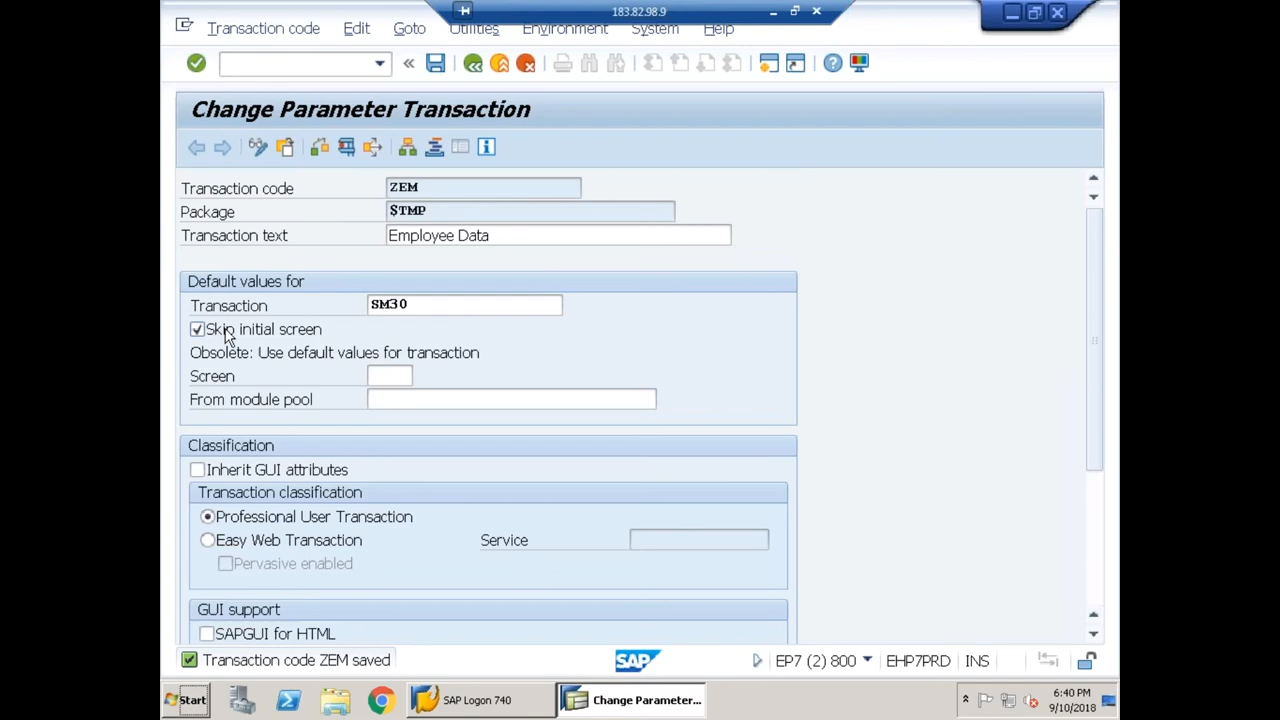 183.82.98.9
Transaction code Edit Goto Utilities Environment System Help
Change Parameter Transaction
Transaction code ZEM
Package $TMP
Transaction text Employee Data
Default values for
Transaction SM30
Skip initial screen
Obsolete: Use default values for transaction
Screen
From module pool
Classification
Inherit GUI attributes
Transaction classification
Professional User Transaction
Easy Web Transaction Service
Pervasive enabled
GUI support
SAPGUI for HTML
Transaction code ZEM saved SAP EP7 (2) 800 EHP7PRD INS
Start SAP Logon 740 Change Parameter... 6:40 PM
9/10/2018